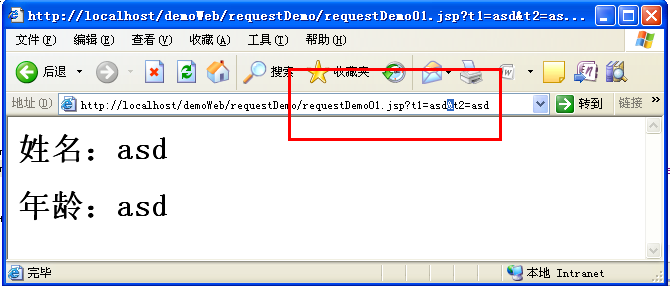 http://localhost/demoWeb/requestDemo/requestDemo01.jsp?t1=asd&t2=as...
文件(F) 编辑(E) 查看(V) 收藏(A) 工具(T) 帮助(H)
后退 搜索 收藏夹
地址(D) http://localhost/demoWeb/requestDemo/requestDemo01.jsp?t1=asd&t2=asd 转到 链接 »
姓名：asd
年龄：asd
完毕 本地 Intranet